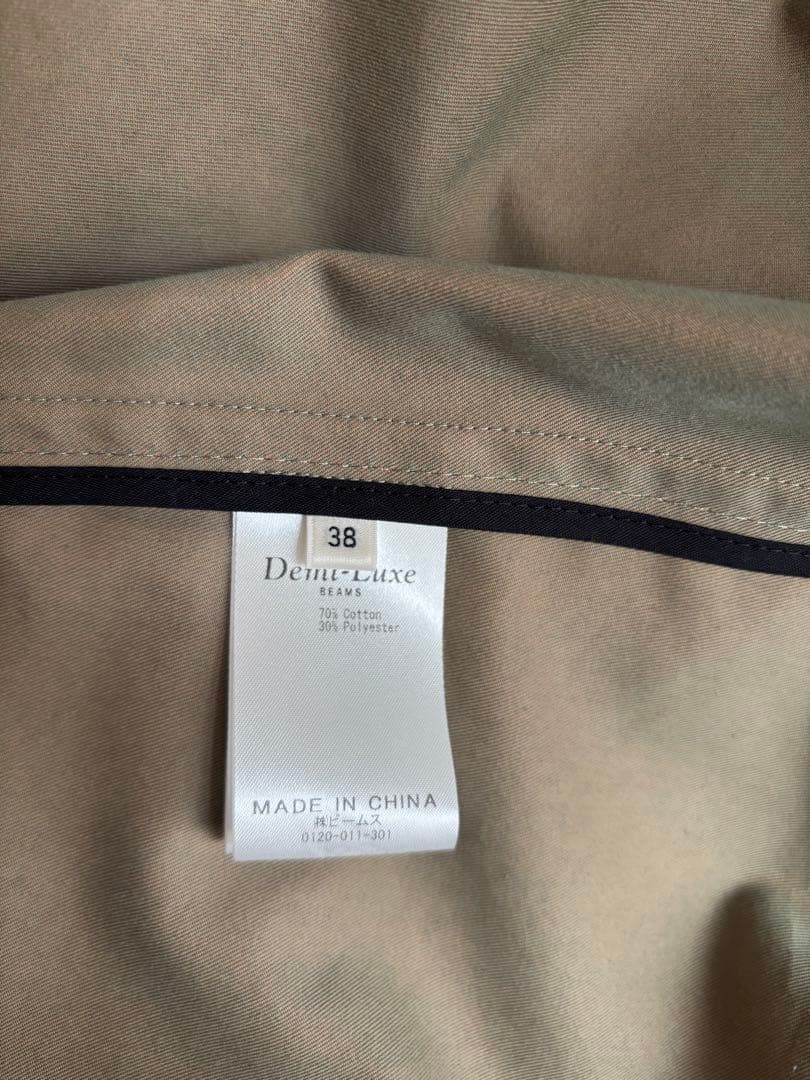 38
Demi-Luxe
BEAMS
70% Cotton
30% Polyester
MADE IN CHINA
㈱ビームス
0120-011-301